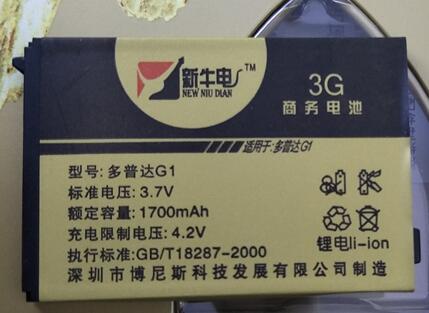 新牛电 TM
NEW NIU DIAN
3G
商务电池
适用于:多普达G1
型号:多普达G1
标准电压:3.7V
额定容量:1700mAh
充电限制电压:4.2V
执行标准:GB/T18287-2000
深圳市博尼斯科技发展有限公司制造
锂电li-ion